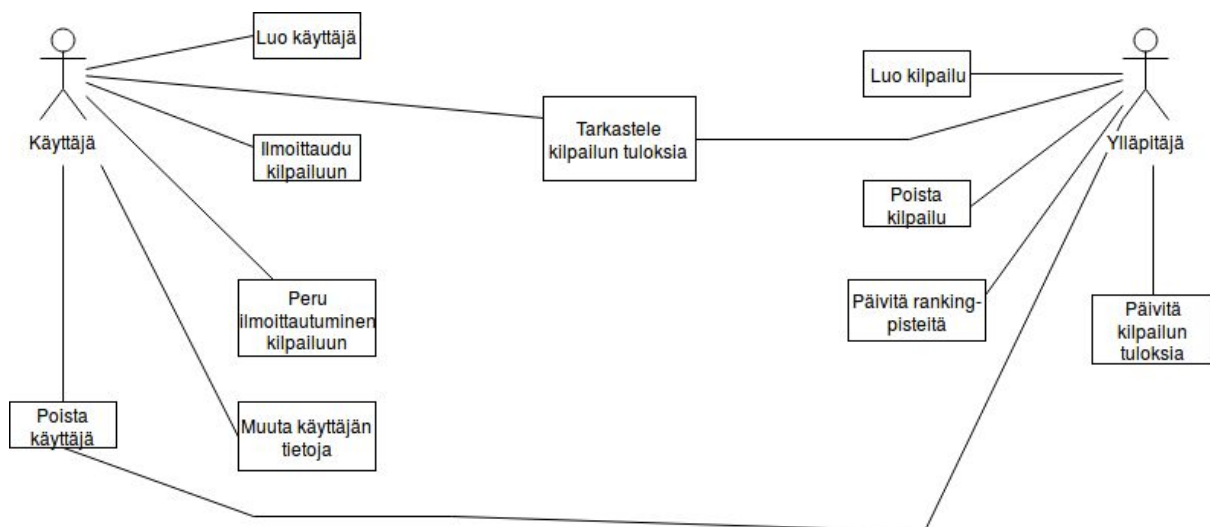 Luo käyttäjä
Käyttäjä
Ilmoittaudu
kilpailuun
Tarkastele
kilpailun tuloksia
Luo kilpailu
Ylläpitäjä
Poista
kilpailu
Peru
ilmoittautuminen
kilpailuun
Päivitä ranking-
pisteitä
Päivitä
kilpailun
tuloksia
Poista
käyttäjä
Muuta käyttäjän
tietoja